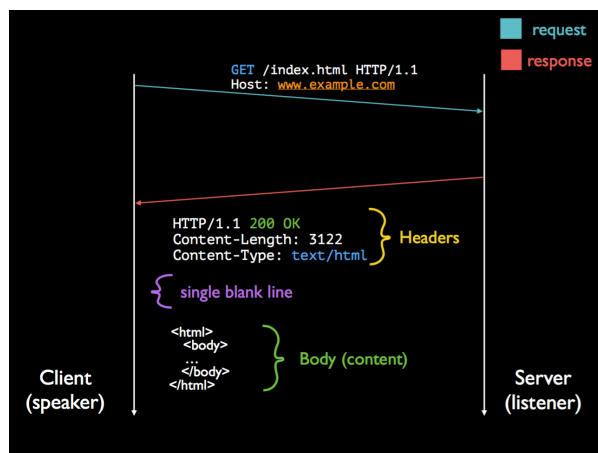 request
response
GET /index.html HTTP/1.1
Host: www.example.com
HTTP/1.1 200 OK
Content-Length: 3122
Content-Type: text/html
Headers
single blank line
<html>
<body>
...
</body>
</html>
Body (content)
Client
(speaker)
Server
(listener)